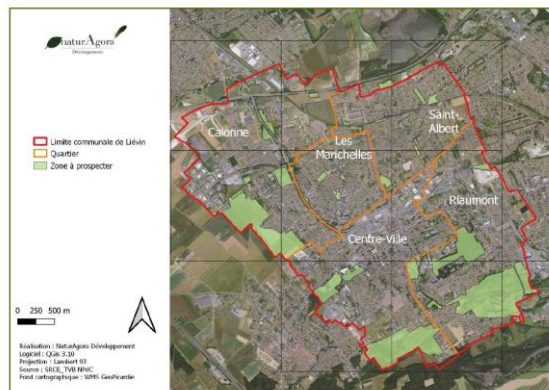 naturAgora
Développement
Limite communale de Liévin
Quartier
Zone à prospecter
0 250 500 m
Réalisation : NaturAgora Développement
Logiciel : QGis 3.10
Projection : Lambert 93
Source : SRCE_TVB NPdC
Fond cartographique : WMS GeoPicardie
Calonne
Saint-
Albert
Les
Marichelles
Riaumont
Centre-Ville